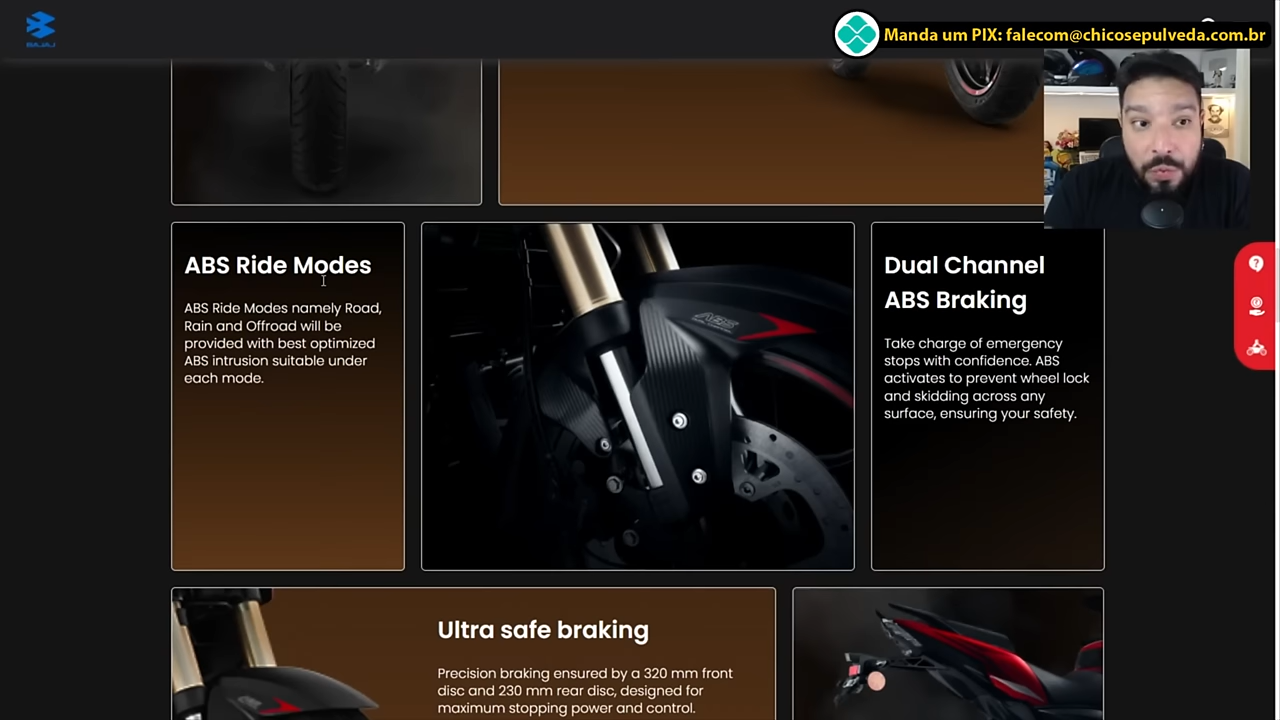 BAJAJ
Manda um PIX: falecom@chicosepulveda.com.br
ABS Ride Modes
ABS Ride Modes namely Road,
Rain and Offroad will be
provided with best optimized
ABS intrusion suitable under
each mode.
ABS
Dual Channel
ABS Braking
Take charge of emergency
stops with confidence. ABS
activates to prevent wheel lock
and skidding across any
surface, ensuring your safety.
Ultra safe braking
Precision braking ensured by a 320 mm front
disc and 230 mm rear disc, designed for
maximum stopping power and control.